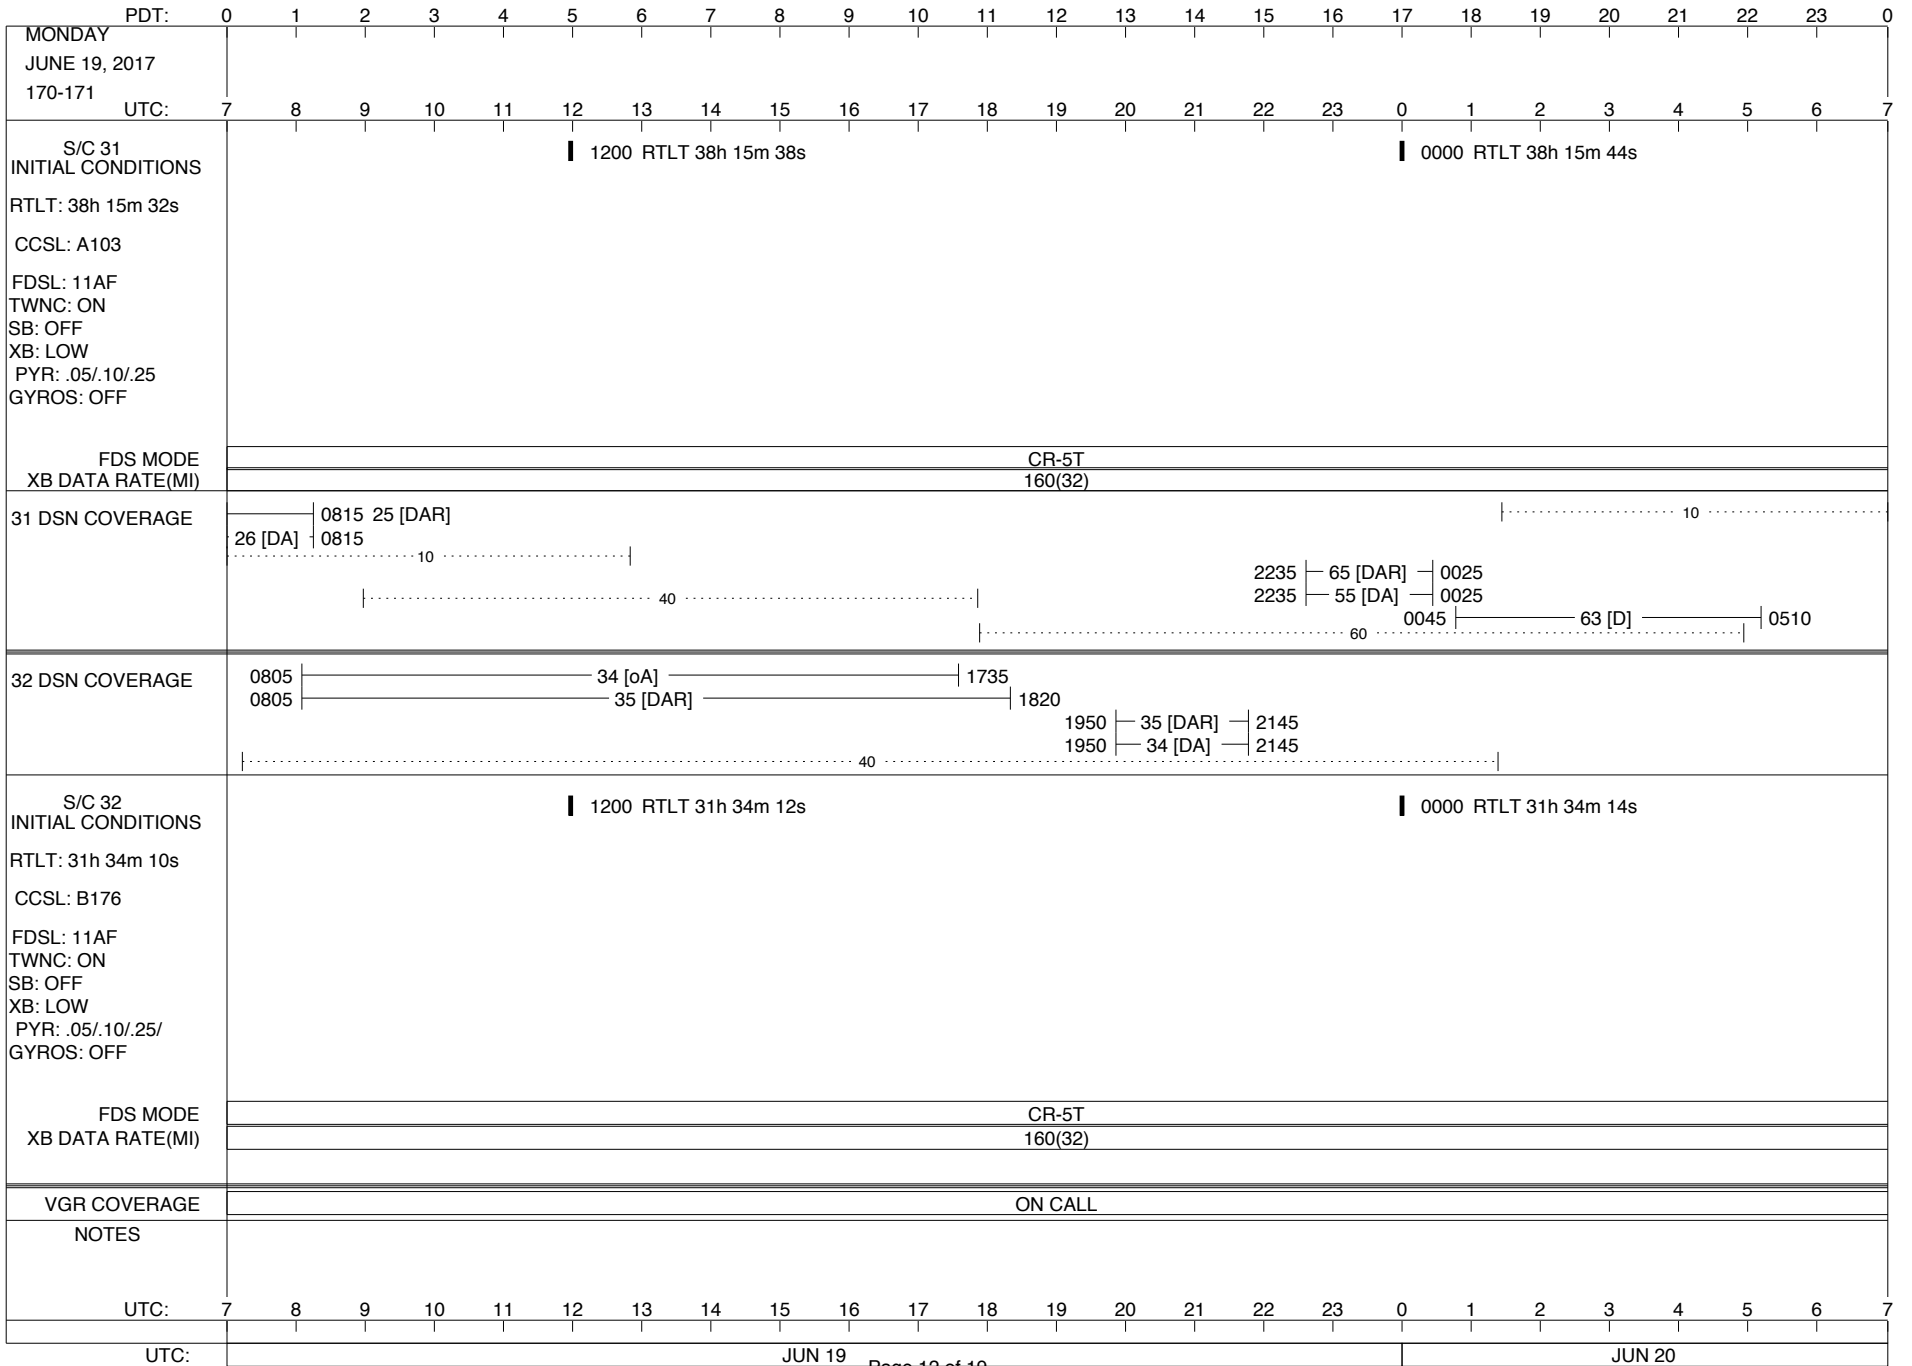 PDT: 0 1 2 3 4 5 6 7 8 9 10 11 12 13 14 15 16 17 18 19 20 21 22 23 0
MONDAY
JUNE 19, 2017
170-171
UTC: 7 8 9 10 11 12 13 14 15 16 17 18 19 20 21 22 23 0 1 2 3 4 5 6 7
S/C 31
INITIAL CONDITIONS
1200 RTLT 38h 15m 38s
0000 RTLT 38h 15m 44s
RTLT: 38h 15m 32s
CCSL: A103
FDSL: 11AF
TWNC: ON
SB: OFF
XB: LOW
PYR: .05/.10/.25
GYROS: OFF
FDS MODE CR-5T
XB DATA RATE(MI) 160(32)
31 DSN COVERAGE
0815 25 [DAR]
10
26 [DA] 0815
10
2235 65 [DAR] 0025
40
2235 55 [DA] 0025
0045 63 [D] 0510
60
32 DSN COVERAGE
0805 34 [oA] 1735
0805 35 [DAR] 1820
1950 35 [DAR] 2145
1950 34 [DA] 2145
40
S/C 32
INITIAL CONDITIONS
1200 RTLT 31h 34m 12s
0000 RTLT 31h 34m 14s
RTLT: 31h 34m 10s
CCSL: B176
FDSL: 11AF
TWNC: ON
SB: OFF
XB: LOW
PYR: .05/.10/.25/
GYROS: OFF
FDS MODE CR-5T
XB DATA RATE(MI) 160(32)
VGR COVERAGE ON CALL
NOTES
UTC: 7 8 9 10 11 12 13 14 15 16 17 18 19 20 21 22 23 0 1 2 3 4 5 6 7
UTC: JUN 19 JUN 20
Page 12 of 19